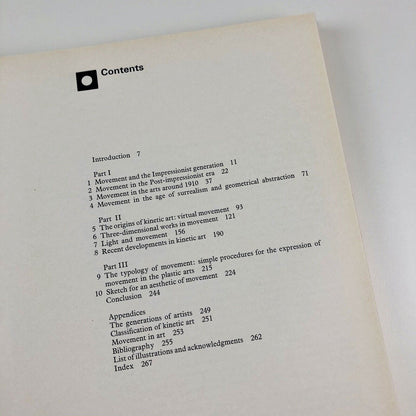 Contents
Introduction 7
Part I
1 Movement and the Impressionist generation 11
2 Movement in the Post-impressionist era 22
3 Movement in the arts around 1910 57
4 Movement in the age of surrealism and geometrical abstraction 71
Part II
5 The origins of kinetic art: virtual movement 93
6 Three-dimensional works in movement 121
7 Light and movement 156
8 Recent developments in kinetic art 190
Part III
9 The typology of movement: simple procedures for the expression of
movement in the plastic arts 215
10 Sketch for an aesthetic of movement 224
Conclusion 244
Appendices
The generations of artists 249
Classification of kinetic art 251
Movement in art 253
Bibliography 255
List of illustrations and acknowledgments 262
Index 267